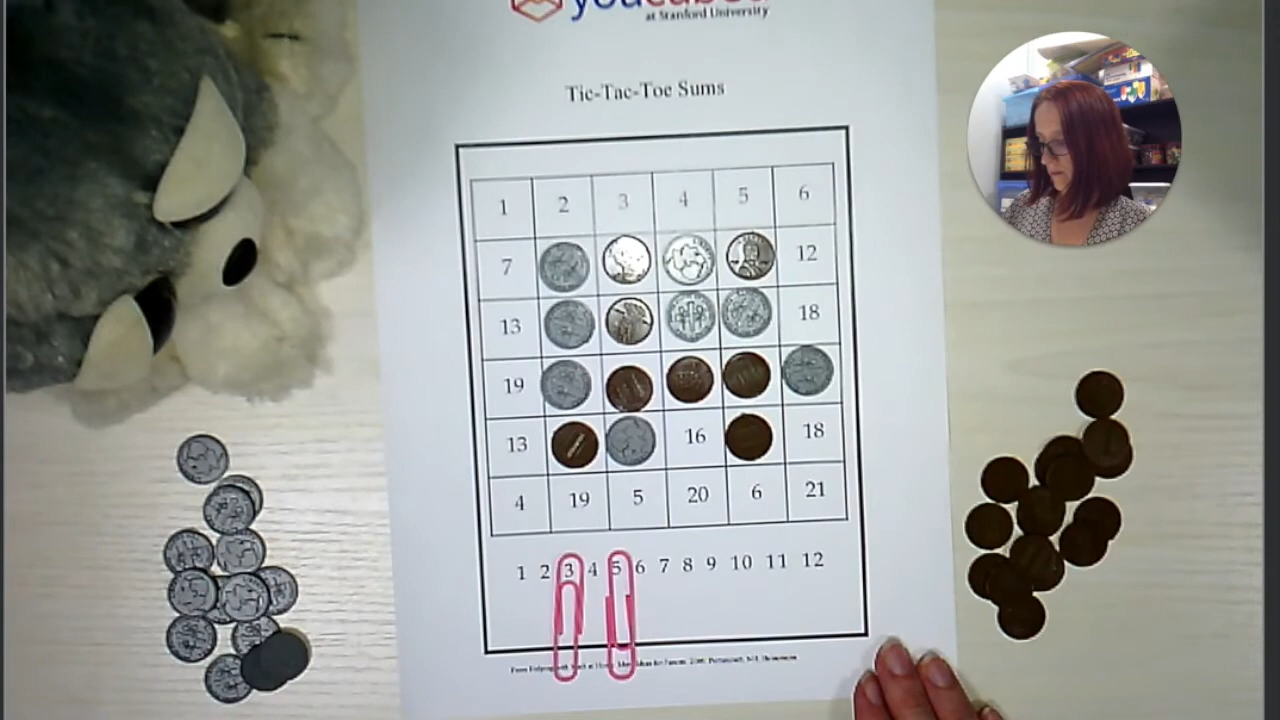 youcubed
at Stanford University
Tic-Tac-Toe Sums
1 2 3 4 5 6
7 12
13 18
19
13 16 18
4 19 5 20 6 21
1 2 3 4 5 6 7 8 9 10 11 12